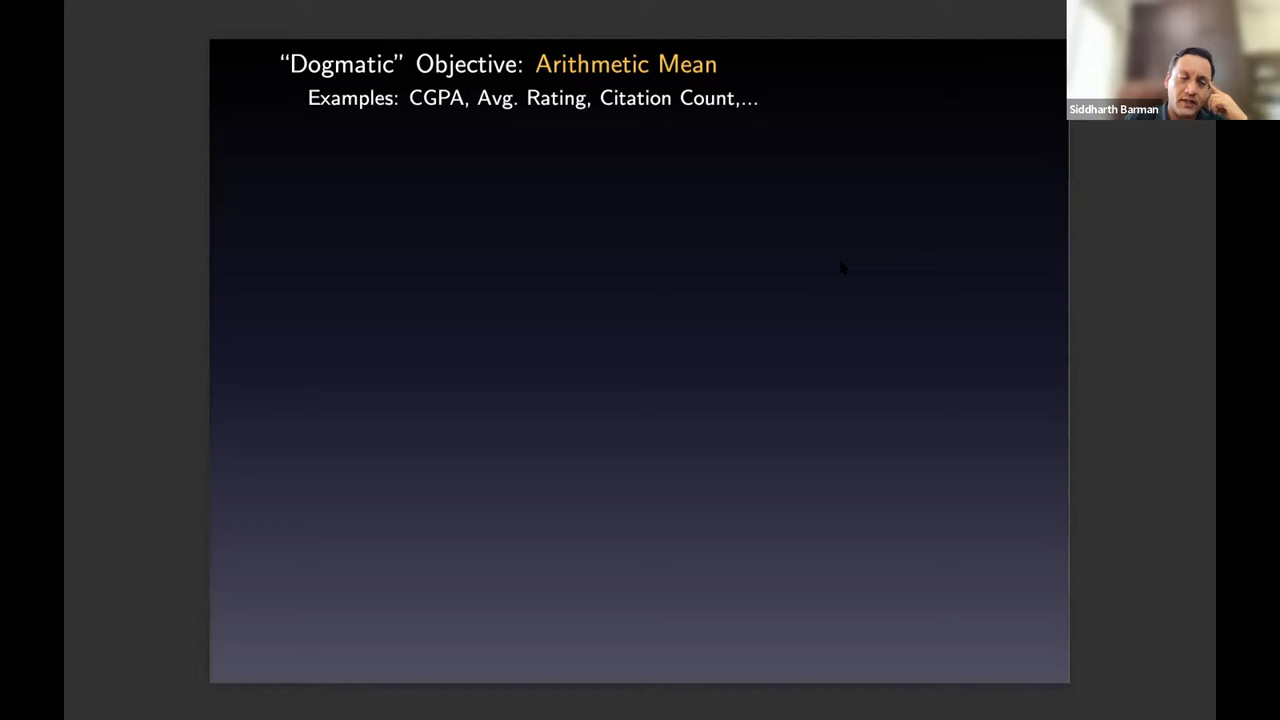 “Dogmatic” Objective: Arithmetic Mean
Examples: CGPA, Avg. Rating, Citation Count,...
Siddharth Barman